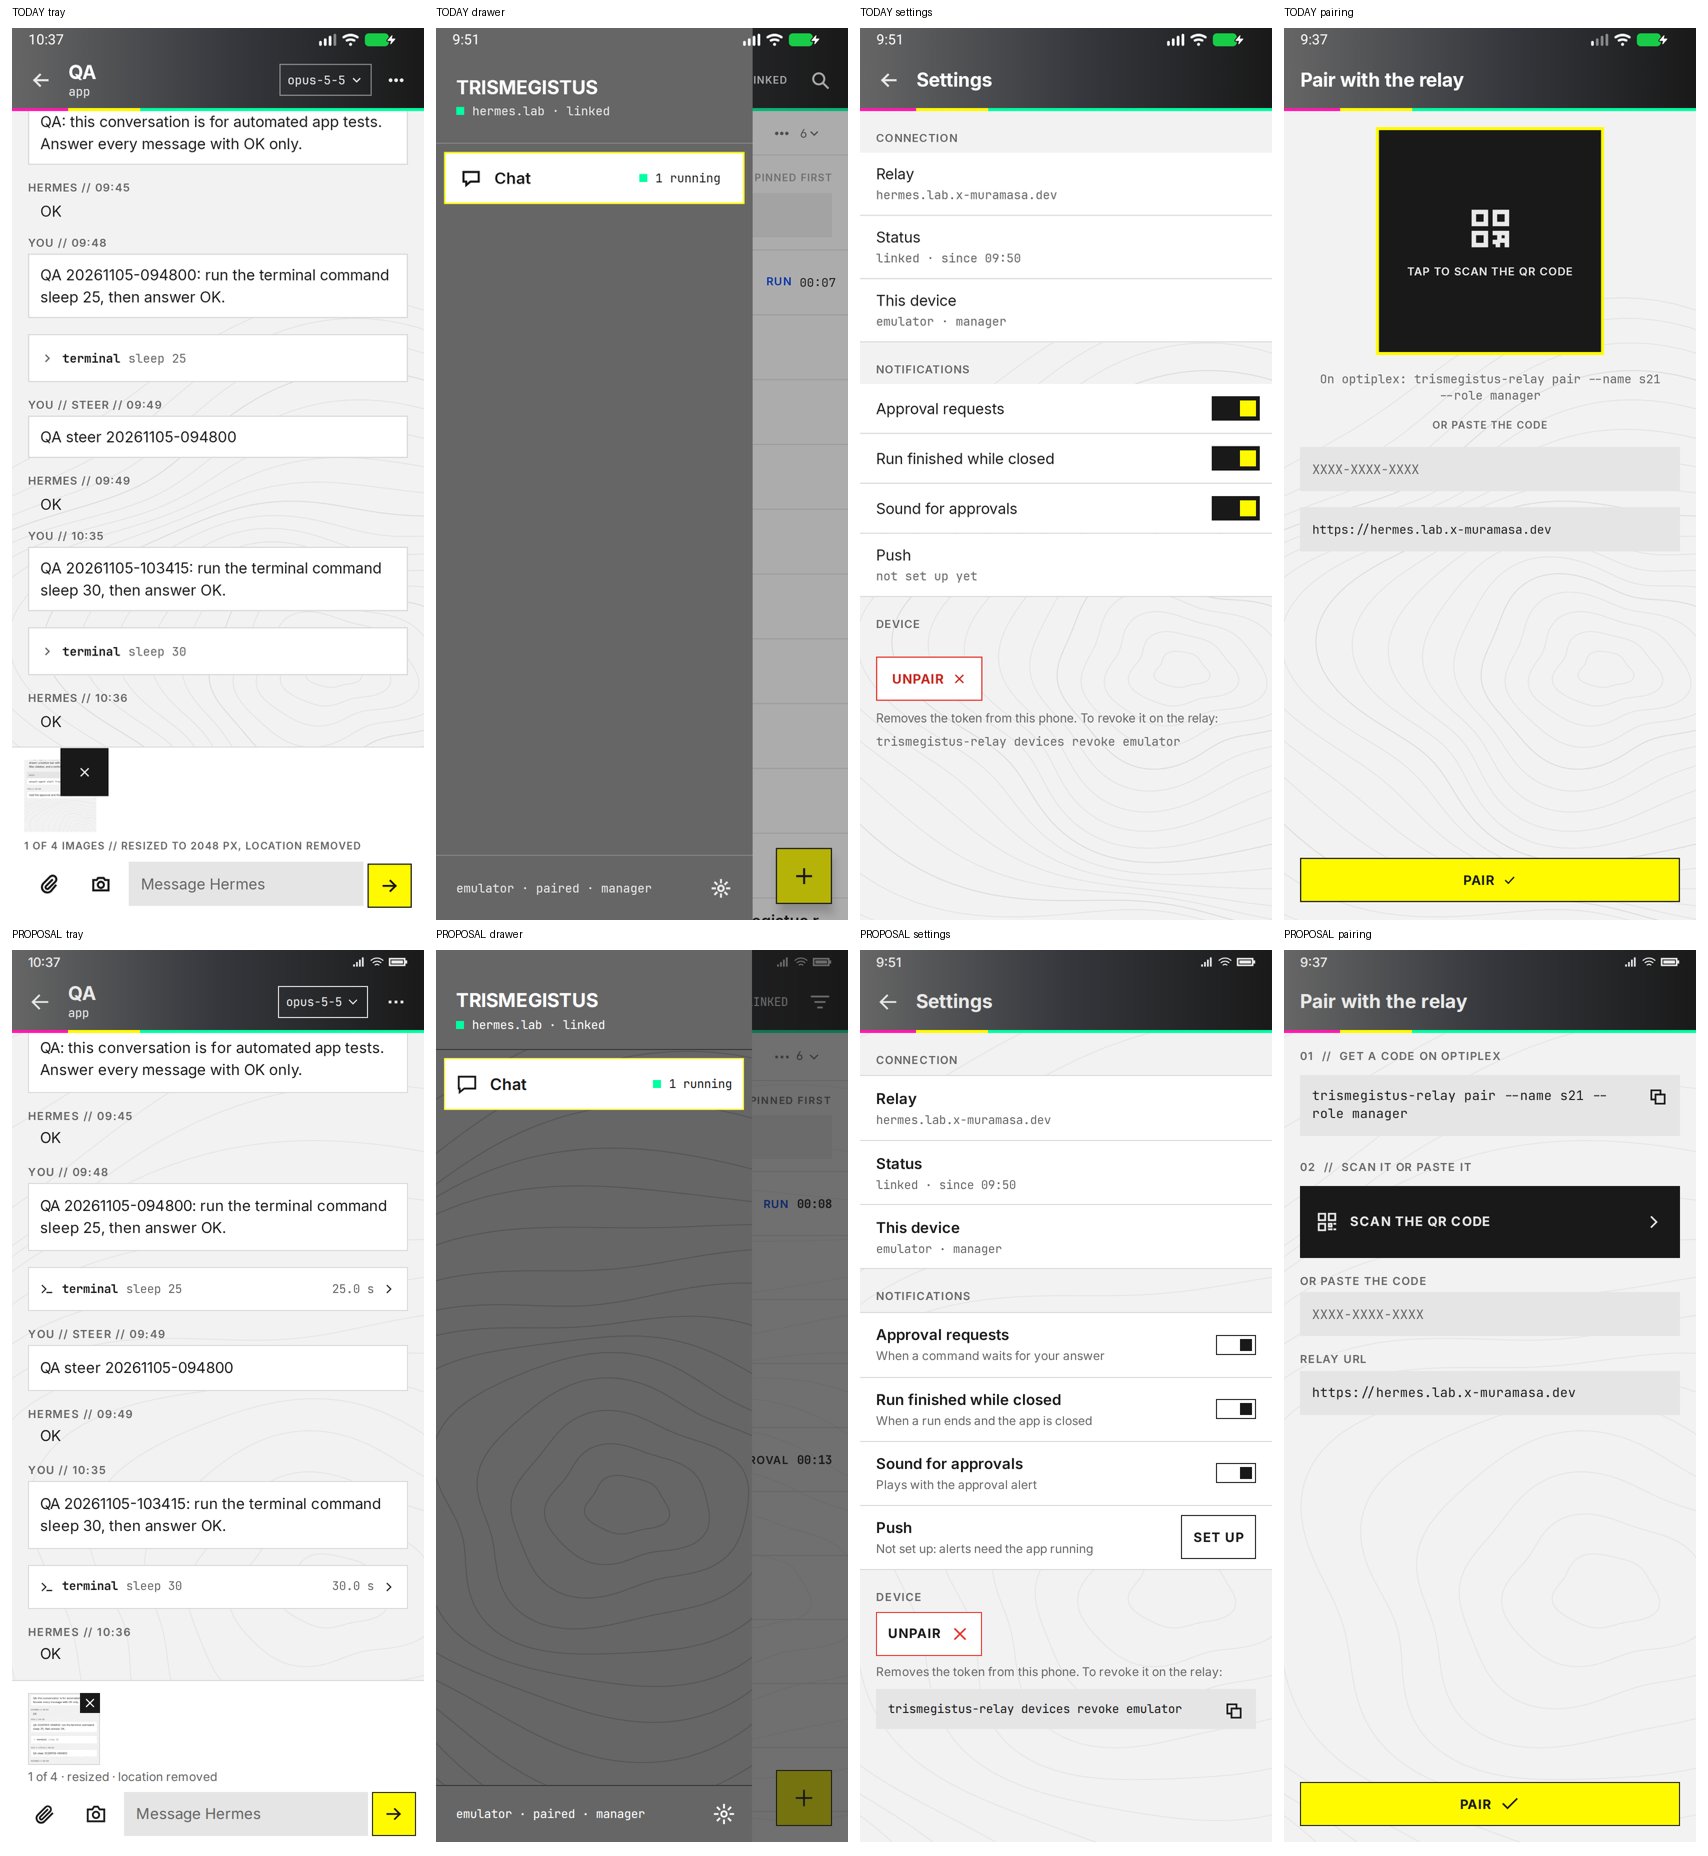 TODAY tray
10:37
QA
app
opus-5-5
QA: this conversation is for automated app tests.
Answer every message with OK only.
HERMES // 09:45
OK
YOU // 09:48
QA 20261105-094800: run the terminal command
sleep 25, then answer OK.
terminal sleep 25
YOU // STEER // 09:49
QA steer 20261105-094800
HERMES // 09:49
OK
YOU // 10:35
QA 20261105-103415: run the terminal command
sleep 30, then answer OK.
terminal sleep 30
HERMES // 10:36
OK
1 OF 4 IMAGES // RESIZED TO 2048 PX, LOCATION REMOVED
Message Hermes
TODAY drawer
9:51
TRISMEGISTUS
hermes.lab · linked
INKED
6
Chat
1 running
PINNED FIRST
RUN 00:07
emulator · paired · manager
TODAY settings
9:51
Settings
CONNECTION
Relay
hermes.lab.x-muramasa.dev
Status
linked · since 09:50
This device
emulator · manager
NOTIFICATIONS
Approval requests
Run finished while closed
Sound for approvals
Push
not set up yet
DEVICE
UNPAIR
Removes the token from this phone. To revoke it on the relay:
trismegistus-relay devices revoke emulator
TODAY pairing
9:37
Pair with the relay
TAP TO SCAN THE QR CODE
On optiplex: trismegistus-relay pair --name s21
--role manager
OR PASTE THE CODE
XXXX-XXXX-XXXX
https://hermes.lab.x-muramasa.dev
PAIR
PROPOSAL tray
10:37
QA
app
opus-5-5
QA: this conversation is for automated app tests.
Answer every message with OK only.
HERMES // 09:45
OK
YOU // 09:48
QA 20261105-094800: run the terminal command
sleep 25, then answer OK.
terminal sleep 25 25.0 s
YOU // STEER // 09:49
QA steer 20261105-094800
HERMES // 09:49
OK
YOU // 10:35
QA 20261105-103415: run the terminal command
sleep 30, then answer OK.
terminal sleep 30 30.0 s
HERMES // 10:36
OK
1 of 4 · resized · location removed
Message Hermes
PROPOSAL drawer
TRISMEGISTUS
hermes.lab · linked
INKED
6
Chat
1 running
PINNED FIRST
RUN 00:08
ROVAL 00:13
emulator · paired · manager
PROPOSAL settings
9:51
Settings
CONNECTION
Relay
hermes.lab.x-muramasa.dev
Status
linked · since 09:50
This device
emulator · manager
NOTIFICATIONS
Approval requests
When a command waits for your answer
Run finished while closed
When a run ends and the app is closed
Sound for approvals
Plays with the approval alert
Push
Not set up: alerts need the app running
SET UP
DEVICE
UNPAIR
Removes the token from this phone. To revoke it on the relay:
trismegistus-relay devices revoke emulator
PROPOSAL pairing
9:37
Pair with the relay
01 // GET A CODE ON OPTIPLEX
trismegistus-relay pair --name s21 --
role manager
02 // SCAN IT OR PASTE IT
SCAN THE QR CODE
OR PASTE THE CODE
XXXX-XXXX-XXXX
RELAY URL
https://hermes.lab.x-muramasa.dev
PAIR